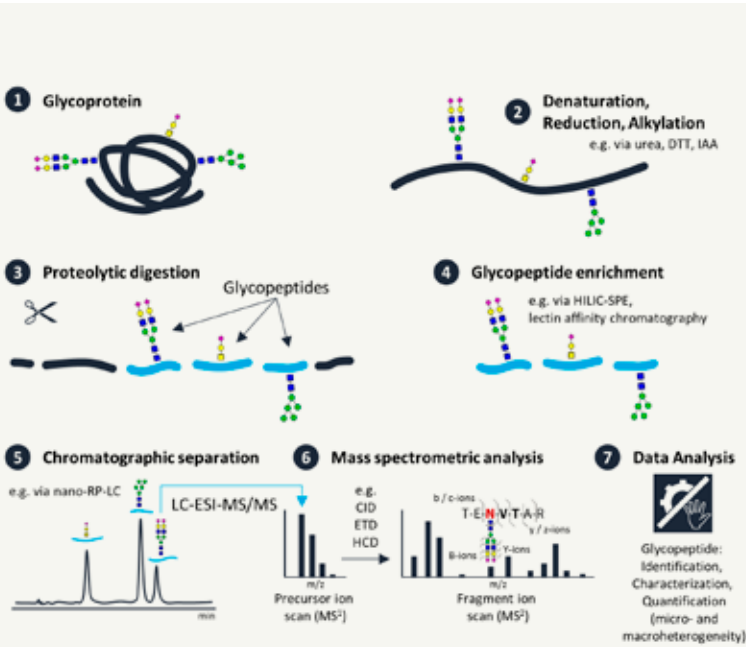 1 Glycoprotein
2 Denaturation,
Reduction, Alkylation
e.g. via urea, DTT, IAA
3 Proteolytic digestion
Glycopeptides
4 Glycopeptide enrichment
e.g. via HILIC-SPE,
lectin affinity chromatography
5 Chromatographic separation
e.g. via nano-RP-LC
LC-ESI-MS/MS
min
6 Mass spectrometric analysis
e.g.
CID
ETD
HCD
m/z
Precursor ion
scan (MS¹)
b / c-ions
T-E-N-V-T-A-R
y / z-ions
B-ions
Y-ions
m/z
Fragment ion
scan (MS²)
7 Data Analysis
Glycopeptide:
Identification,
Characterization,
Quantification
(micro- and
macroheterogeneity)